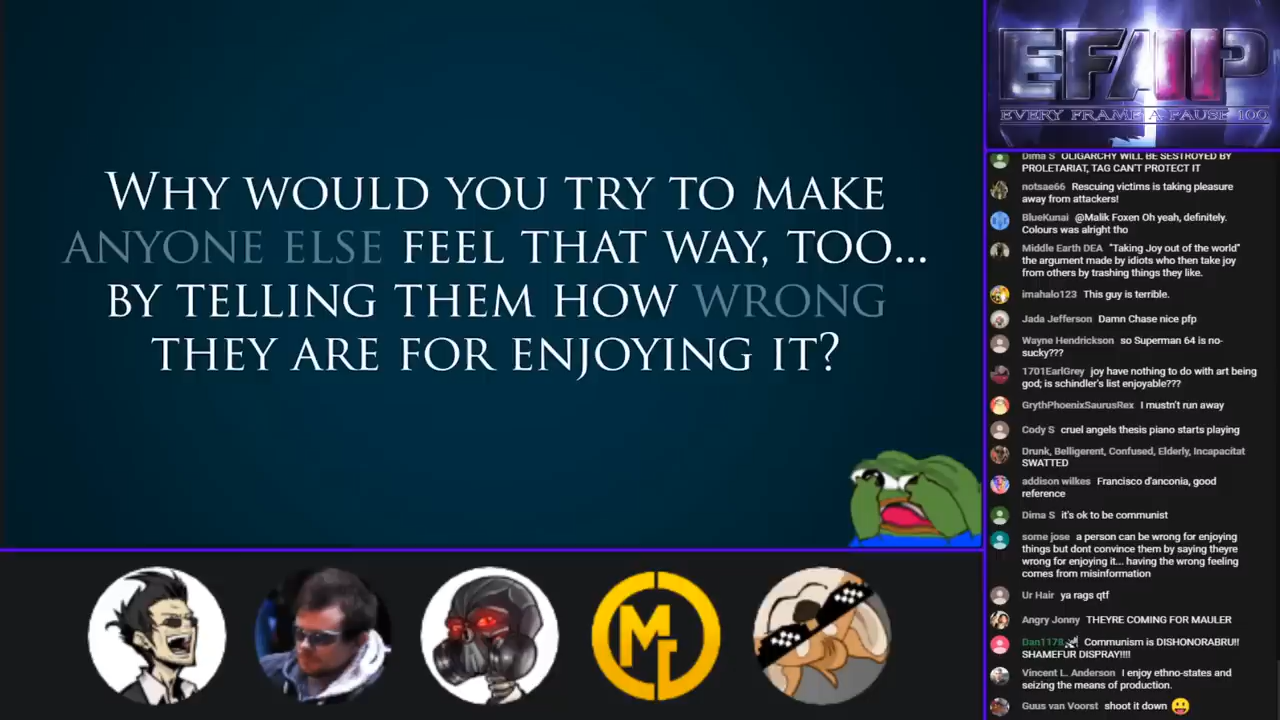 WHY WOULD YOU TRY TO MAKE
ANYONE ELSE FEEL THAT WAY, TOO...
BY TELLING THEM HOW WRONG
THEY ARE FOR ENJOYING IT?
EFAP
EVERY FRAME A PAUSE 100
Dima S OLIGARCHY WILL BE SESTROYED BY
PROLETARIAT, TAG CAN'T PROTECT IT
notsae66 Rescuing victims is taking pleasure
away from attackers!
BlueKunai @Malik Foxen Oh yeah, definitely.
Colours was alright tho
Middle Earth DEA "Taking Joy out of the world"
the argument made by idiots who then take joy
from others by trashing things they like.
imahalo123 This guy is terrible.
Jada Jefferson Damn Chase nice pfp
Wayne Hendrickson so Superman 64 is no-
sucky???
1701EarlGrey joy have nothing to do with art being
god; is schindler's list enjoyable???
GrythPhoenixSaurusRex I mustn't run away
Cody S cruel angels thesis piano starts playing
Drunk, Belligerent, Confused, Elderly, Incapacitat
SWATTED
addison wilkes Francisco d'anconia, good
reference
Dima S it's ok to be communist
some jose a person can be wrong for enjoying
things but dont convince them by saying theyre
wrong for enjoying it... having the wrong feeling
comes from misinformation
Ur Hair ya rags qtf
Angry Jonny THEYRE COMING FOR MAULER
Dan1178 Communism is DISHONORABRU!!
SHAMEFUR DISPRAY!!!!
Vincent L. Anderson I enjoy ethno-states and
seizing the means of production.
Guus van Voorst shoot it down